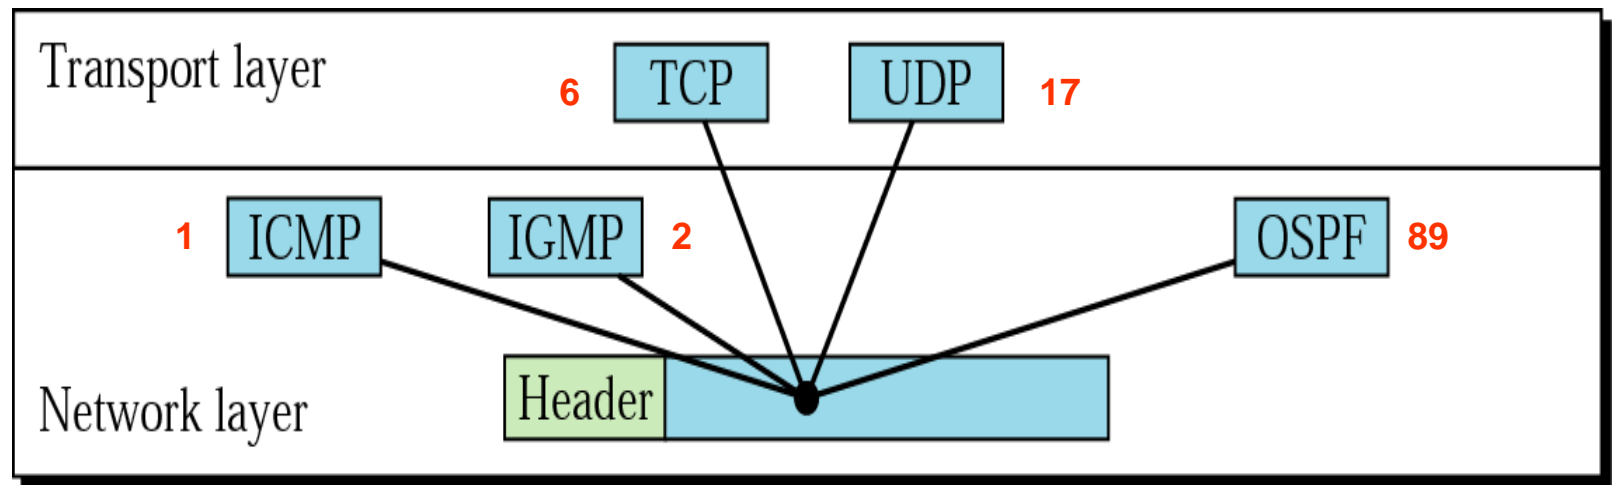 Transport layer
6 TCP UDP 17
1 ICMP IGMP 2 OSPF 89
Network layer Header